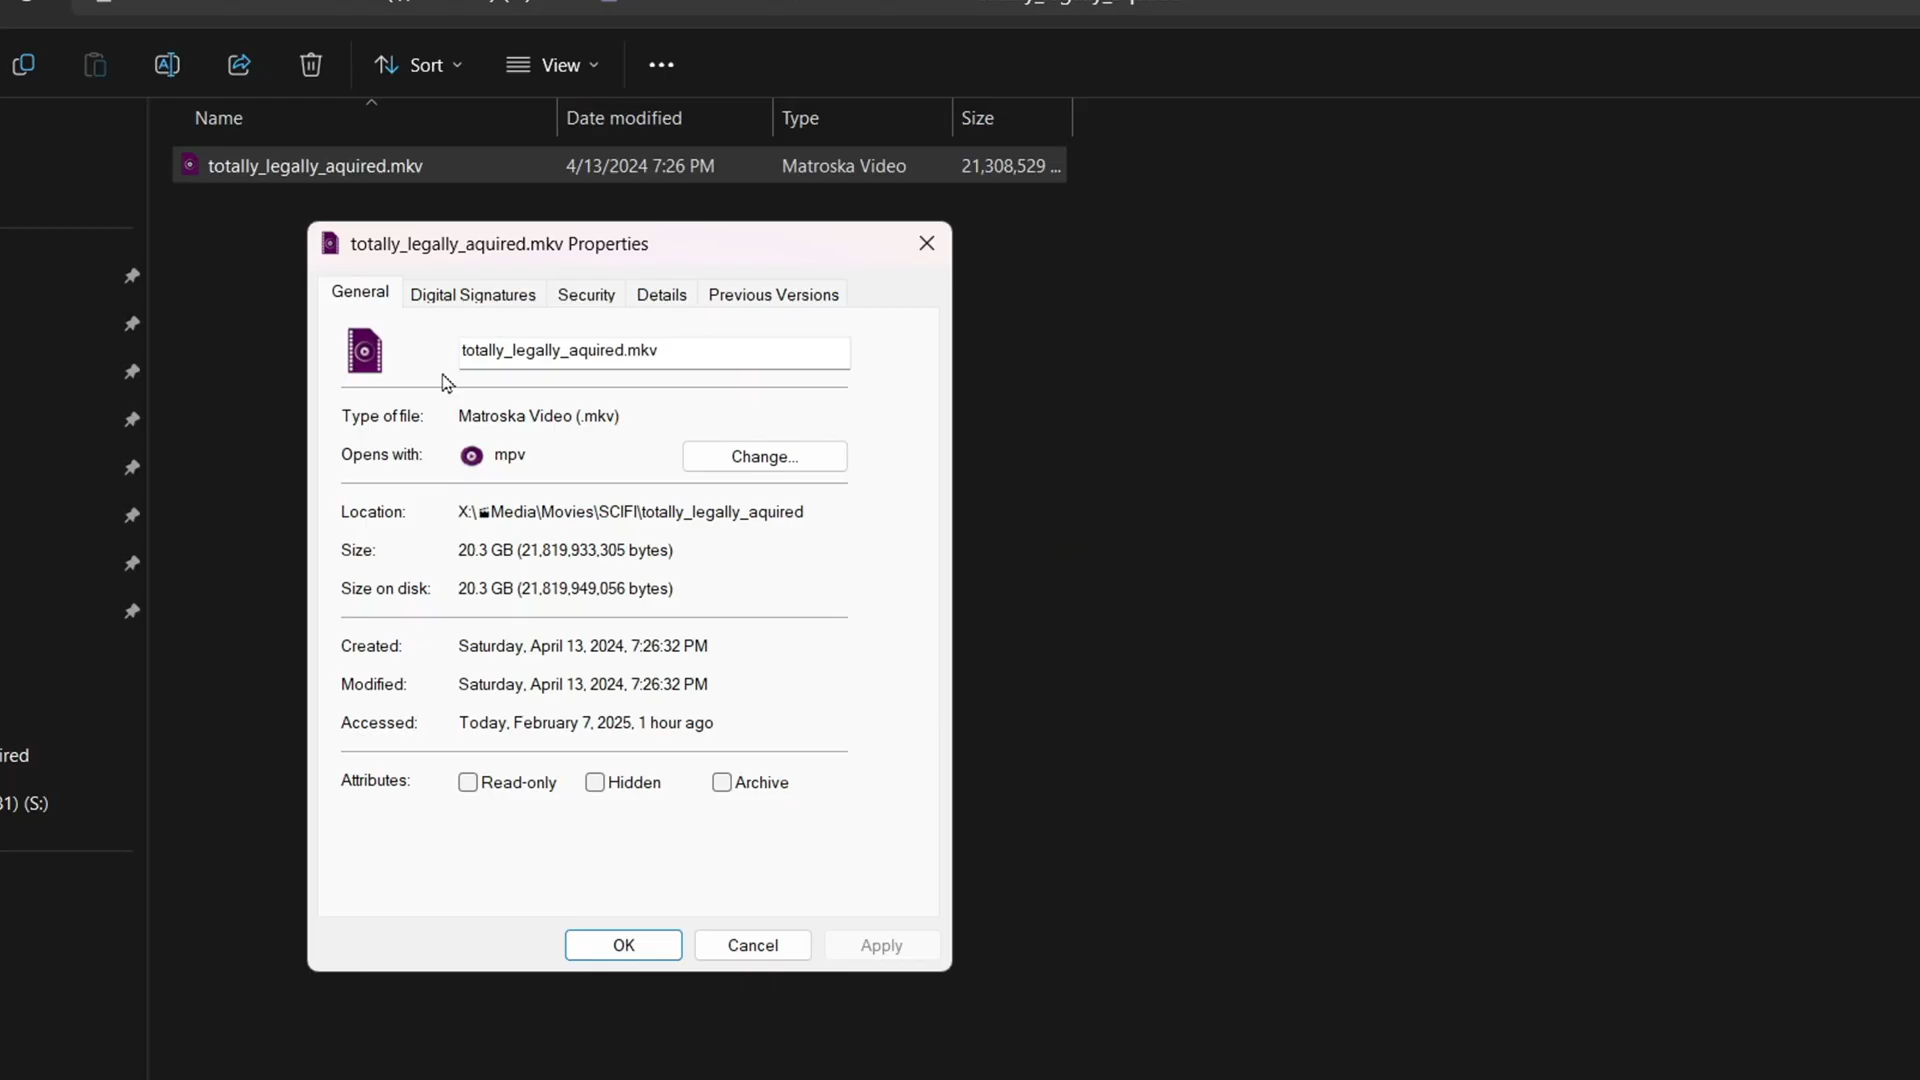 Sort
View
Name
Date modified
Type
Size
totally_legally_aquired.mkv
4/13/2024 7:26 PM
Matroska Video
21,308,529 ...
totally_legally_aquired.mkv Properties
General
Digital Signatures
Security
Details
Previous Versions
totally_legally_aquired.mkv
Type of file:
Matroska Video (.mkv)
Opens with:
mpv
Change...
Location:
X:\🎬Media\Movies\SCIFI\totally_legally_aquired
Size:
20.3 GB (21,819,933,305 bytes)
Size on disk:
20.3 GB (21,819,949,056 bytes)
Created:
Saturday, April 13, 2024, 7:26:32 PM
Modified:
Saturday, April 13, 2024, 7:26:32 PM
Accessed:
Today, February 7, 2025, 1 hour ago
ired
Attributes:
Read-only
Hidden
Archive
31) (S:)
OK
Cancel
Apply